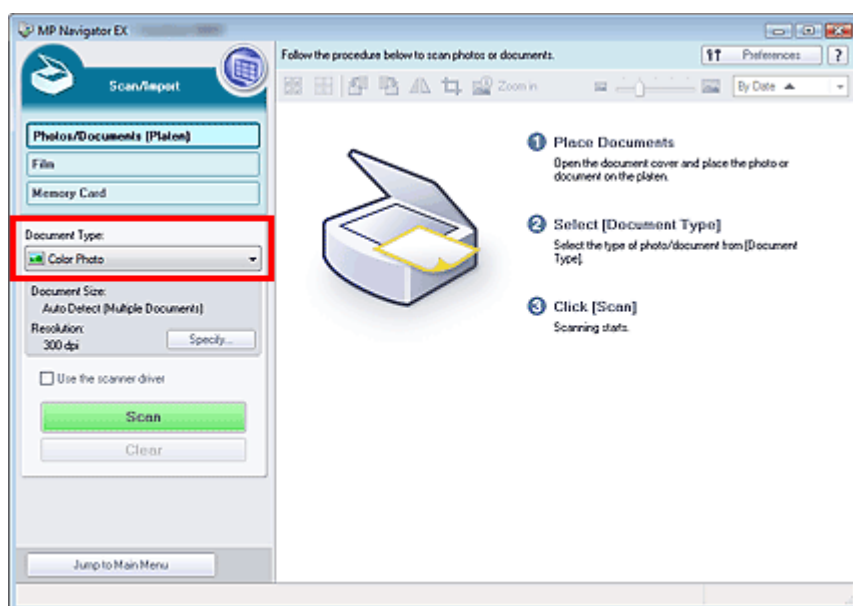 MP Navigator EX
Scan/Import
Photos/Documents (Platen)
Film
Memory Card
Document Type:
Color Photo
Document Size:
Auto Detect (Multiple Documents)
Resolution:
300 dpi
Specify...
Use the scanner driver
Scan
Clear
Jump to Main Menu
Follow the procedure below to scan photos or documents.
Preferences
?
Zoom in
By Date
1 Place Documents
Open the document cover and place the photo or
document on the platen.
2 Select [Document Type]
Select the type of photo/document from [Document
Type].
3 Click [Scan]
Scanning starts.